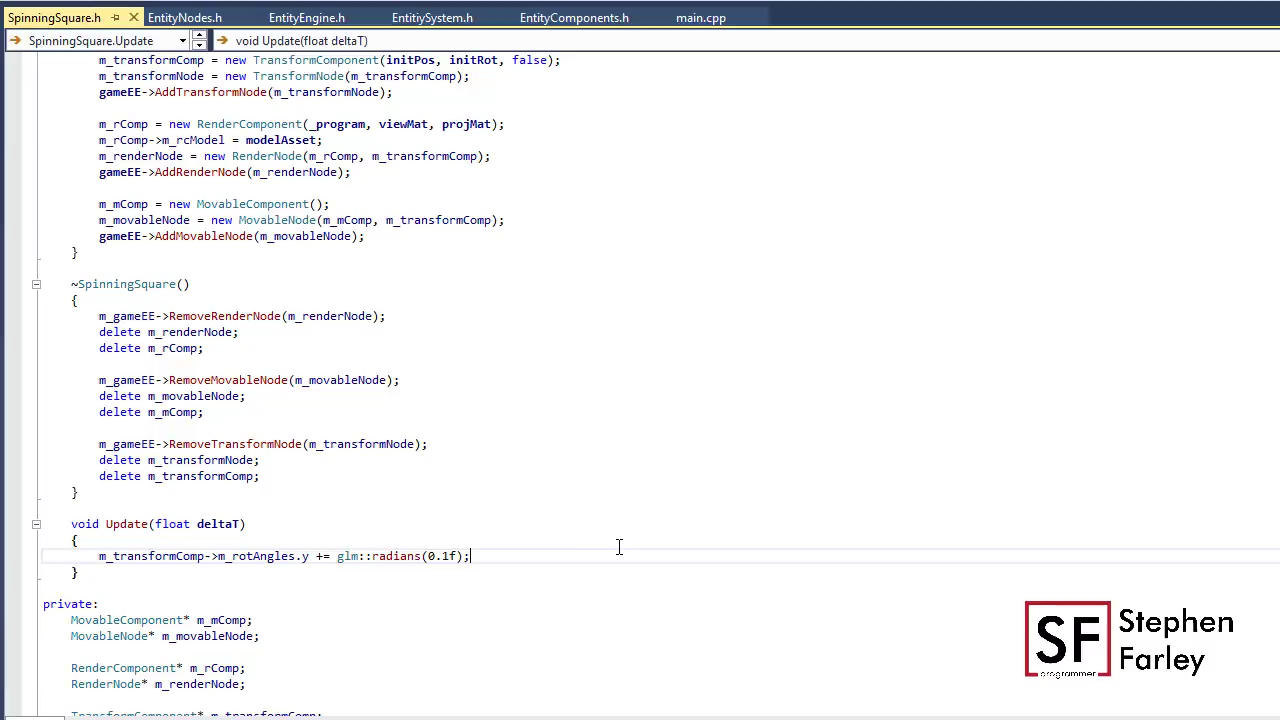 SpinningSquare.h EntityNodes.h EntityEngine.h EntitiySystem.h EntityComponents.h main.cpp
SpinningSquare.Update void Update(float deltaT)
m_transformComp = new TransformComponent(initPos, initRot, false);
m_transformNode = new TransformNode(m_transformComp);
gameEE->AddTransformNode(m_transformNode);
m_rComp = new RenderComponent(_program, viewMat, projMat);
m_rComp->m_rcModel = modelAsset;
m_renderNode = new RenderNode(m_rComp, m_transformComp);
gameEE->AddRenderNode(m_renderNode);
m_mComp = new MovableComponent();
m_movableNode = new MovableNode(m_mComp, m_transformComp);
gameEE->AddMovableNode(m_movableNode);
}
~SpinningSquare()
{
m_gameEE->RemoveRenderNode(m_renderNode);
delete m_renderNode;
delete m_rComp;
m_gameEE->RemoveMovableNode(m_movableNode);
delete m_movableNode;
delete m_mComp;
m_gameEE->RemoveTransformNode(m_transformNode);
delete m_transformNode;
delete m_transformComp;
}
void Update(float deltaT)
{
m_transformComp->m_rotAngles.y += glm::radians(0.1f);
}
private:
MovableComponent* m_mComp;
MovableNode* m_movableNode;
RenderComponent* m_rComp;
RenderNode* m_renderNode;
TransformComponent* m_transformComp;
SF
programmer
Stephen
Farley